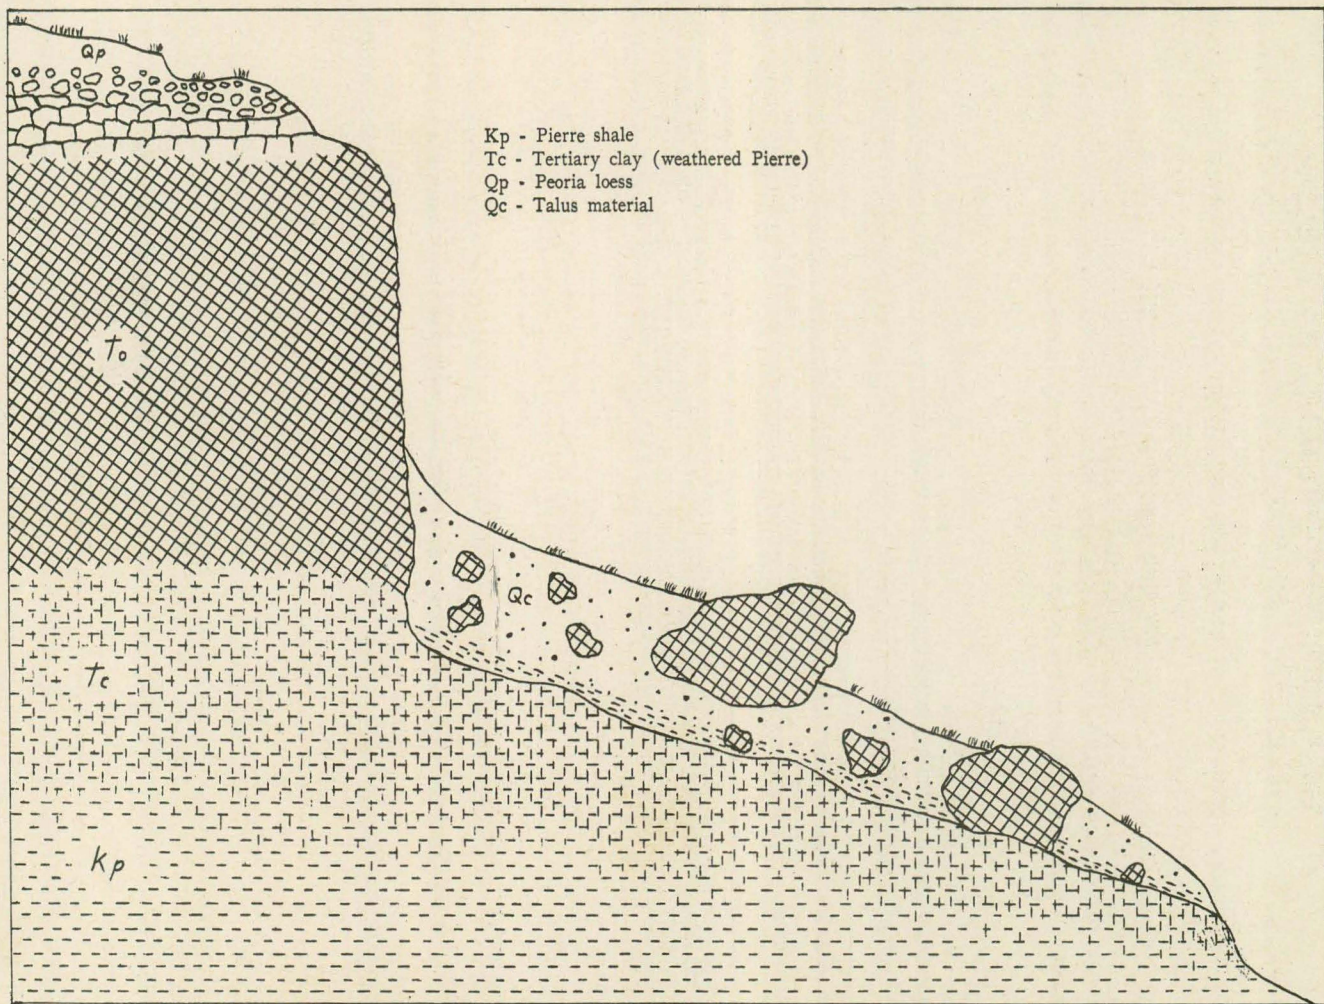 Qp
Kp - Pierre shale
Tc - Tertiary clay (weathered Pierre)
Qp - Peoria loess
Qc - Talus material
To
Qc
Tc
Kp